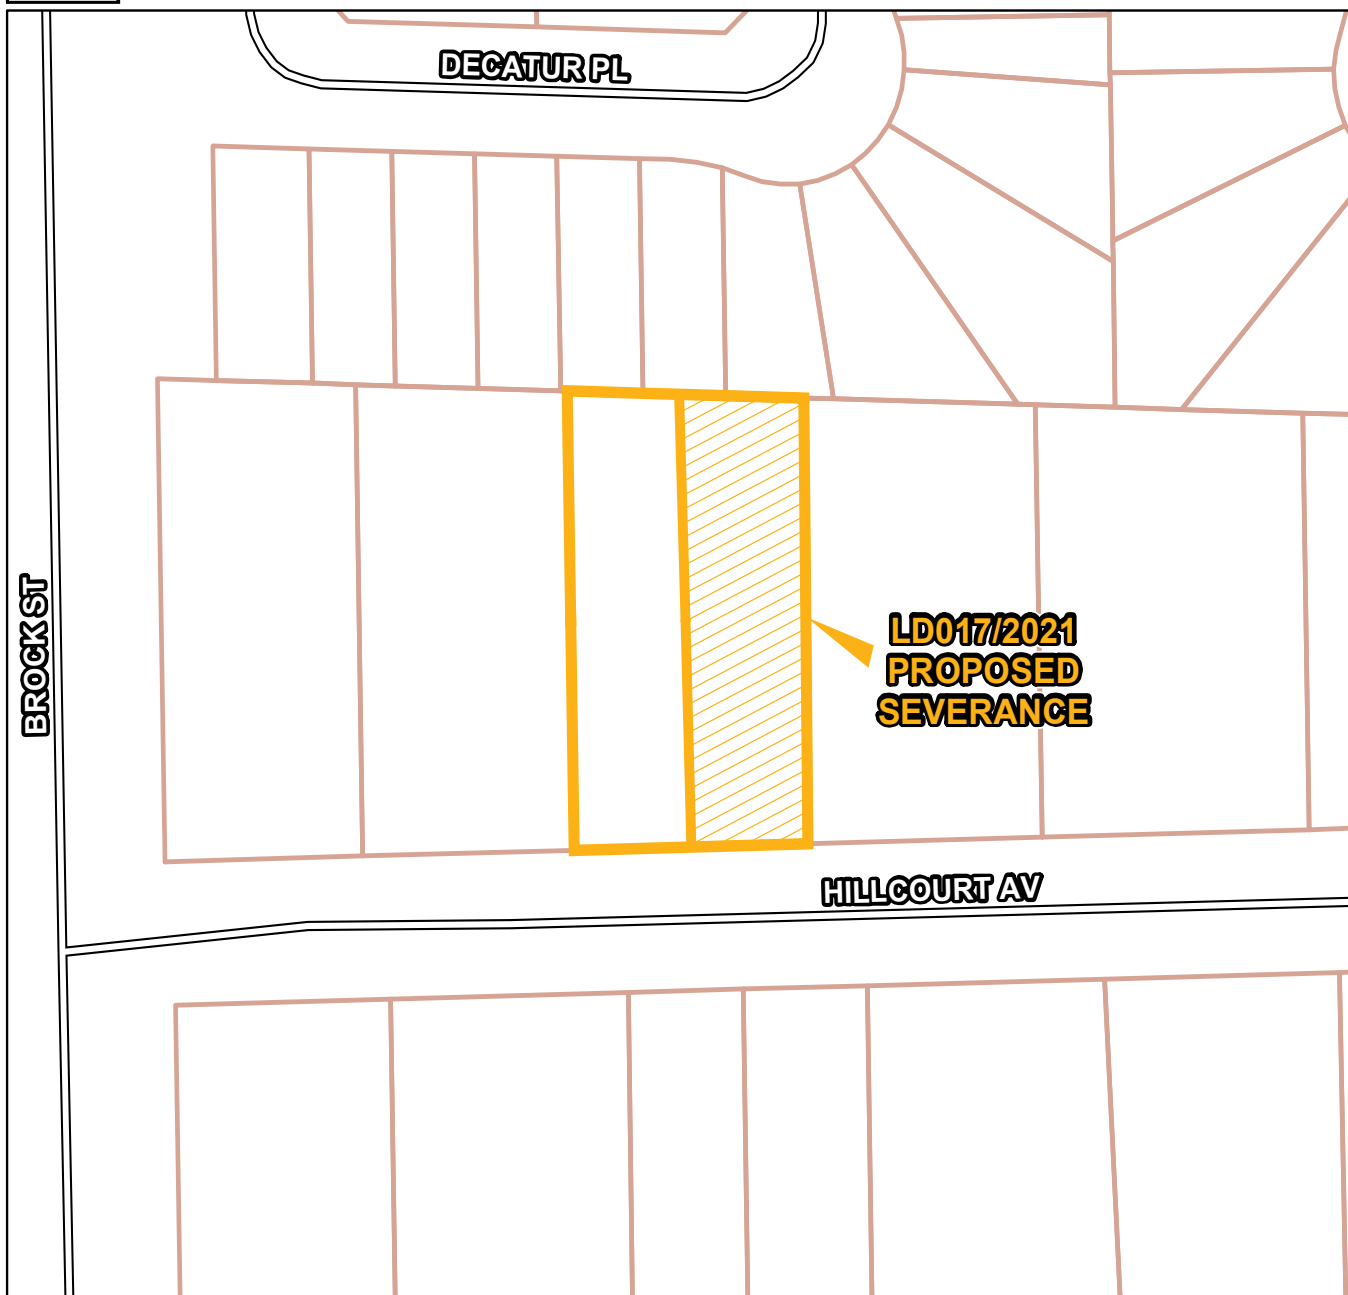 DECATUR PL
BROCK ST
LD017/2021
PROPOSED
SEVERANCE
HILLCOURT AV